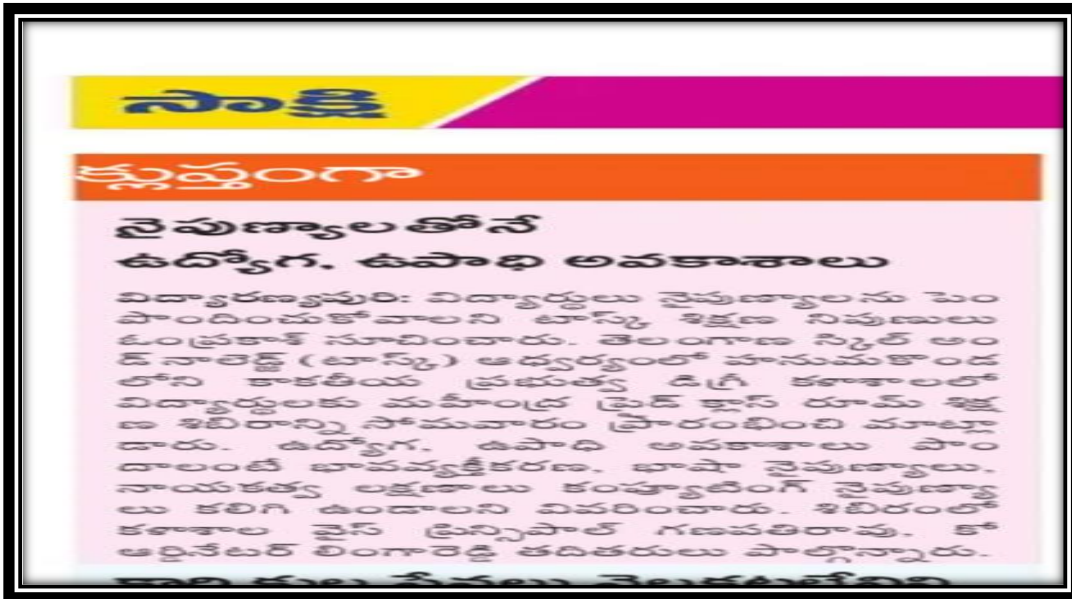 సాక్షి
క్లుప్తంగా
నైపుణ్యాలతోనే
ఉద్యోగ, ఉపాధి అవకాశాలు
విద్యారణ్యపురి: విద్యార్థులు నైపుణ్యాలను పెం
పొందించుకోవాలని టాస్క్ శిక్షణ నిపుణులు
ఓంప్రకాశ్ సూచించారు. తెలంగాణ స్కిల్ అం
డ్ నాలెడ్జ్ (టాస్క్) ఆధ్వర్యంలో హనుమకొండ
లోని కాకతీయ ప్రభుత్వ డిగ్రీ కళాశాలలో
విద్యార్థులకు మహీంద్ర ప్రైడ్ క్లాస్ రూమ్ శిక్ష
ణ శిబిరాన్ని సోమవారం ప్రారంభించి మాట్లా
డారు. ఉద్యోగ, ఉపాధి అవకాశాలు పొం
దాలంటే భావవ్యక్తీకరణ, భాషా నైపుణ్యాలు,
నాయకత్వ లక్షణాలు కంప్యూటింగ్ నైపుణ్యా
లు కలిగి ఉండాలని వివరించారు. శిబిరంలో
కళాశాల వైస్ ప్రిన్సిపాల్ గణపతిరావు, కో
ఆర్డినేటర్ లింగారెడ్డి తదితరులు పాల్గొన్నారు.